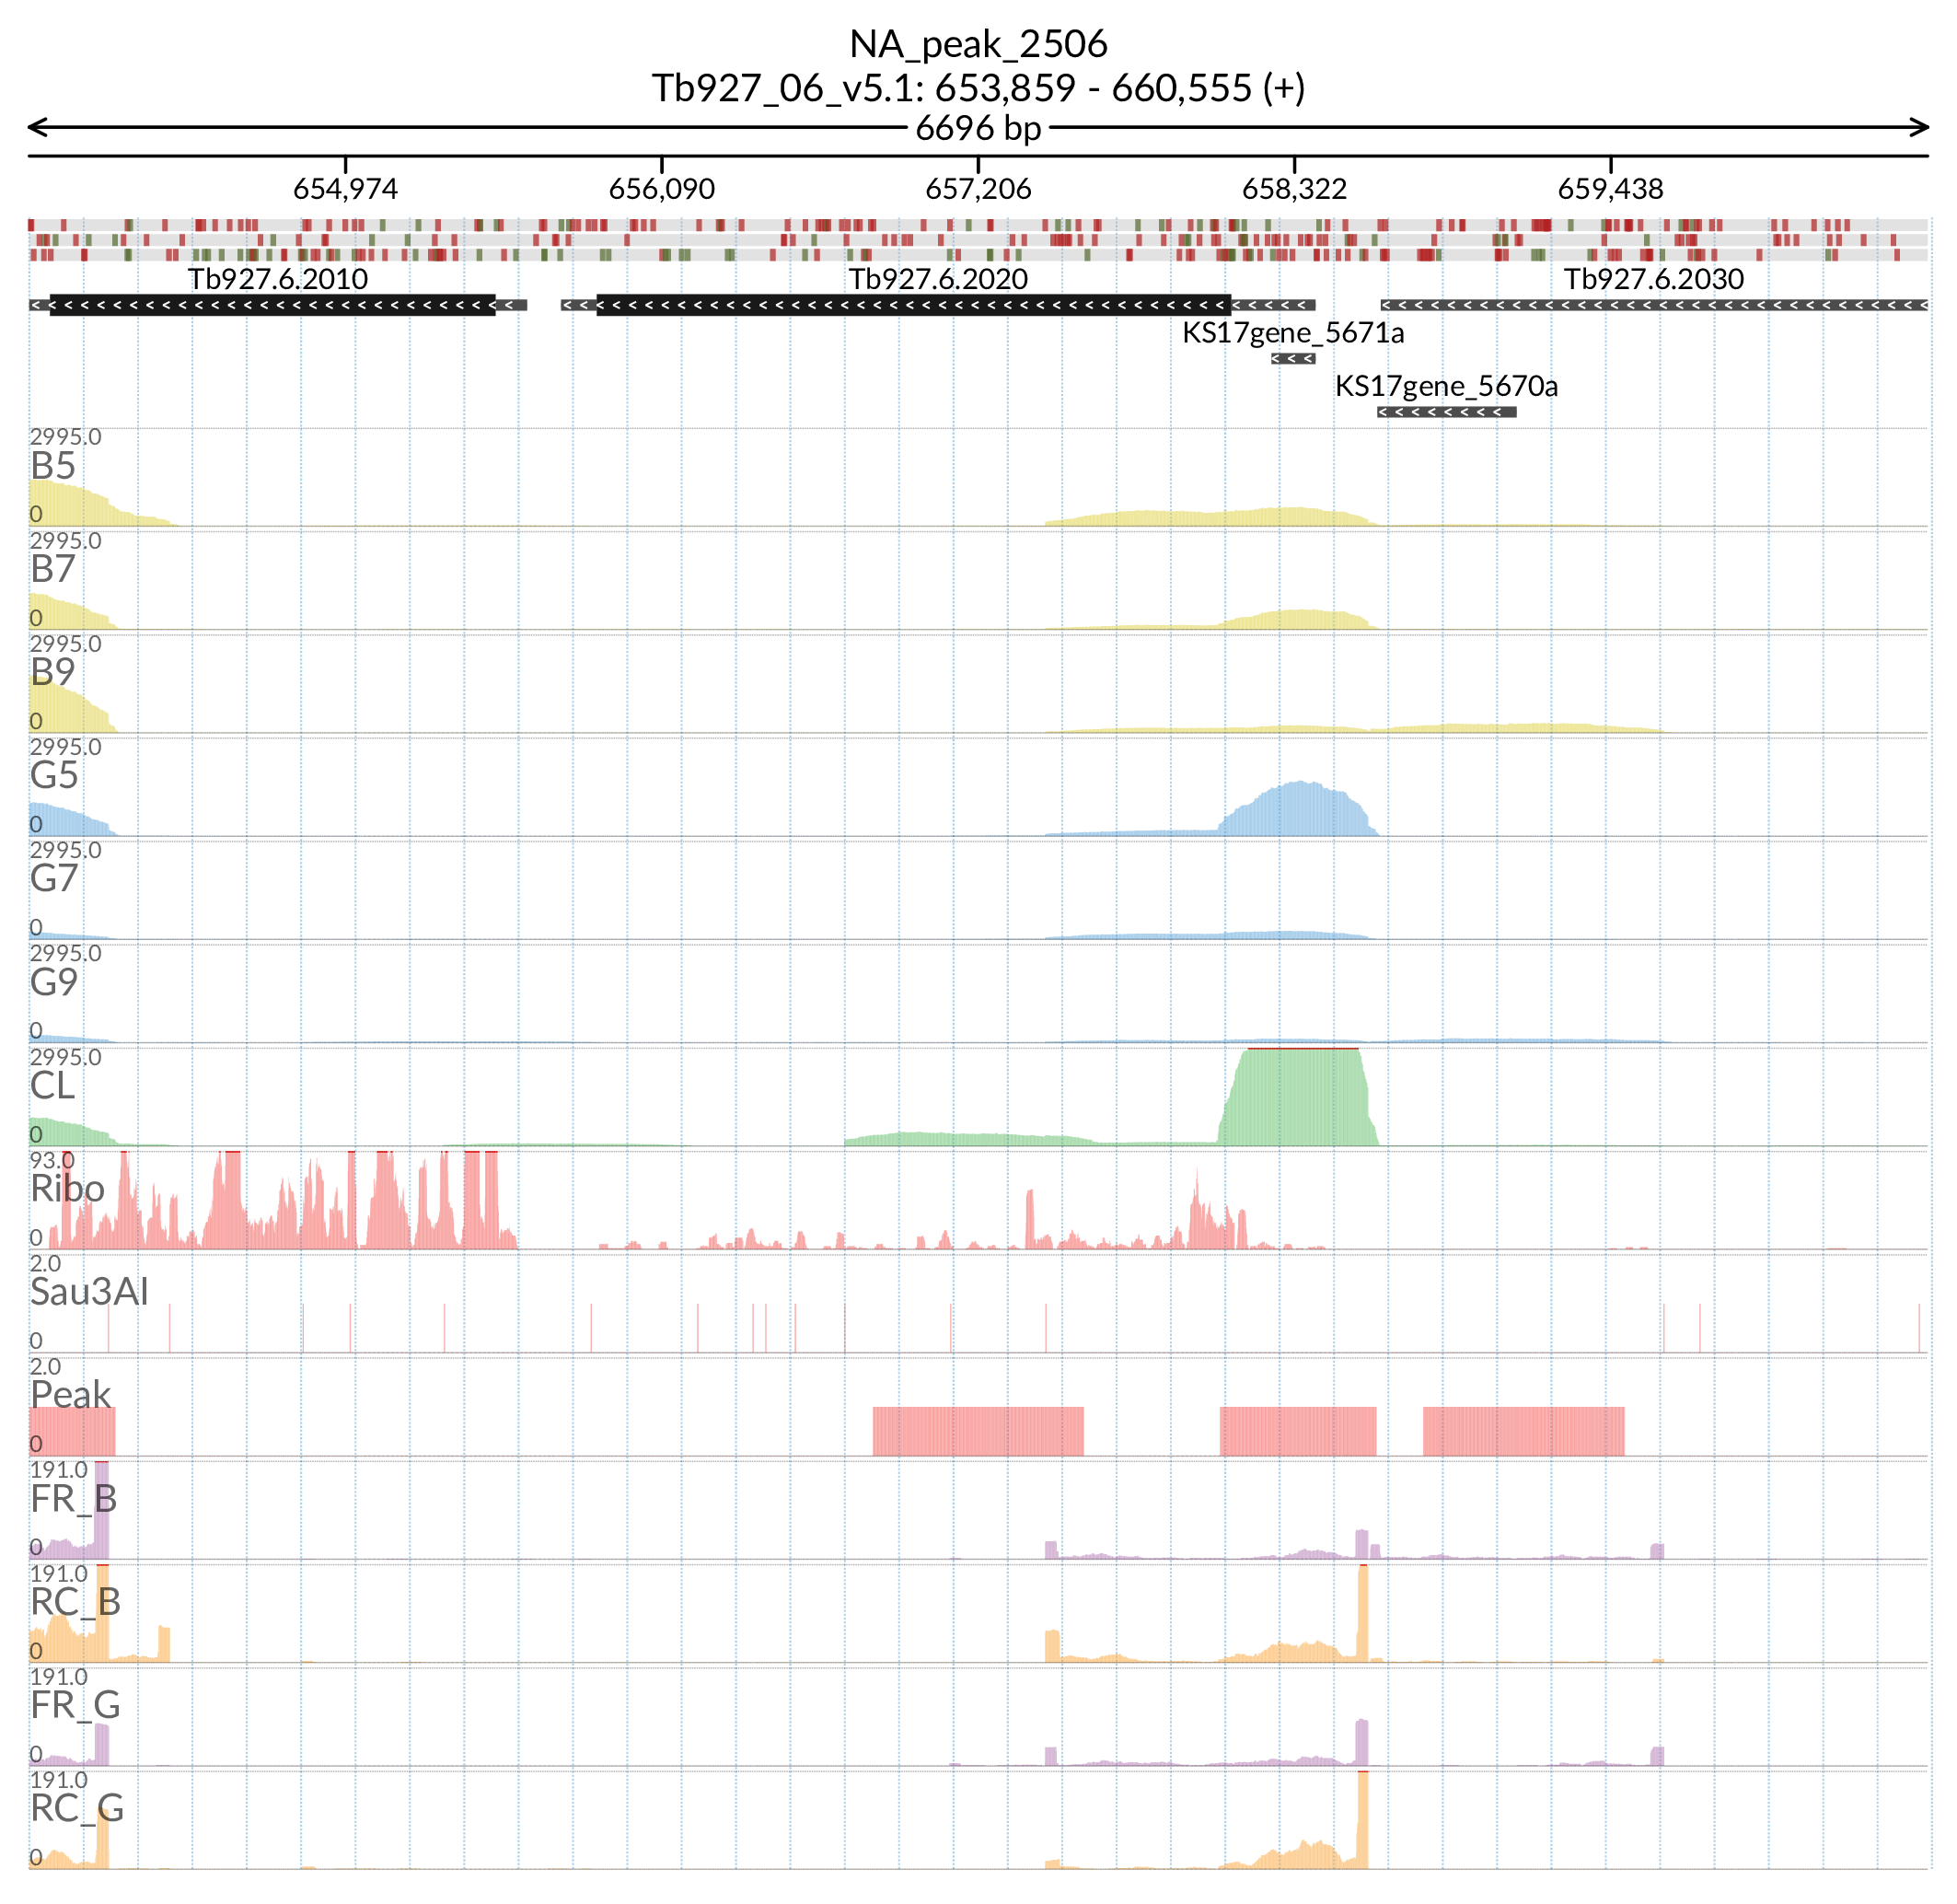 NA_peak_2506
Tb927_06_v5.1: 653,859 - 660,555 (+)
6696 bp
654,974 656,090 657,206 658,322 659,438
Tb927.6.2010 Tb927.6.2020 Tb927.6.2030
KS17gene_5671a
KS17gene_5670a
2995.0
B5
0
2995.0
B7
0
2995.0
B9
0
2995.0
G5
0
2995.0
G7
0
2995.0
G9
0
2995.0
CL
0
93.0
Ribo
0
2.0
Sau3AI
0
2.0
Peak
0
191.0
FR_B
0
191.0
RC_B
0
191.0
FR_G
0
191.0
RC_G
0